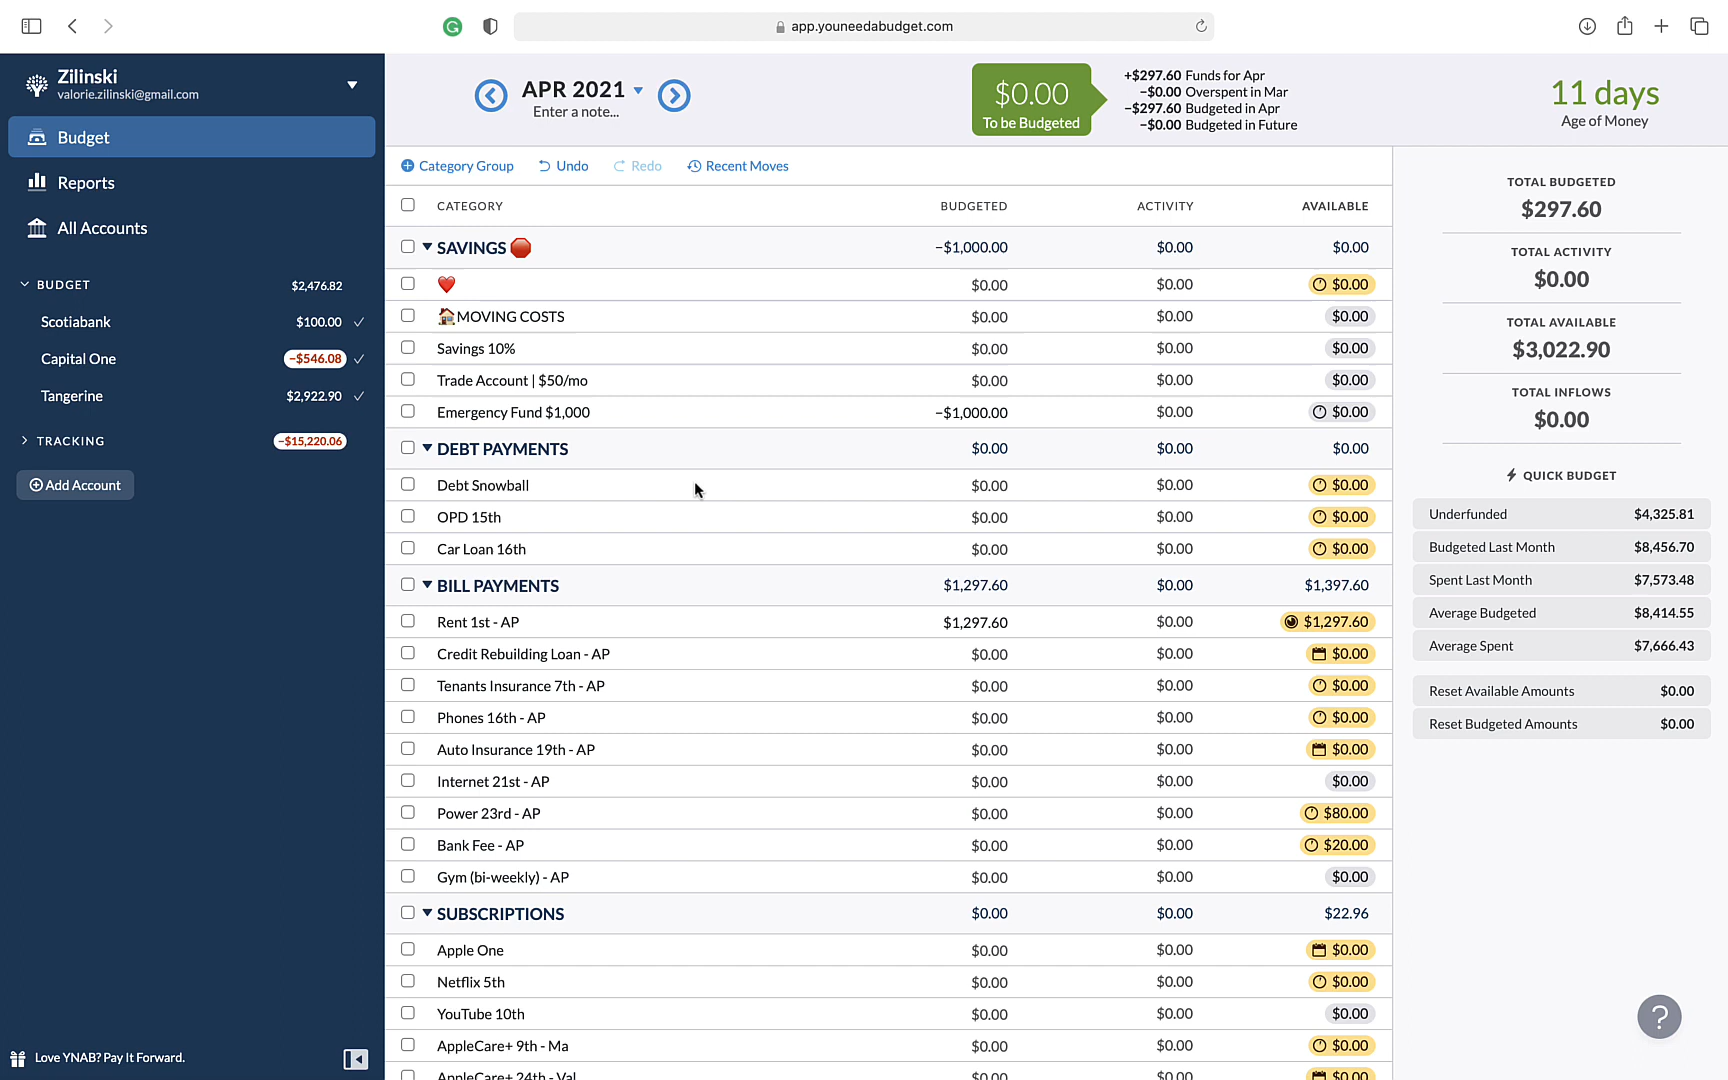 app.youneedabudget.com
Zilinski
valorie.zilinski@gmail.com
Budget
Reports
All Accounts
BUDGET $2,476.82
Scotiabank $100.00
Capital One −$546.08
Tangerine $2,922.90
TRACKING −$15,220.06
Add Account
Love YNAB? Pay It Forward.
APR 2021
Enter a note...
$0.00
To be Budgeted
+$297.60 Funds for Apr
−$0.00 Overspent in Mar
−$297.60 Budgeted in Apr
−$0.00 Budgeted in Future
11 days
Age of Money
Category Group Undo Redo Recent Moves
CATEGORY BUDGETED ACTIVITY AVAILABLE
SAVINGS 🛑 −$1,000.00 $0.00 $0.00
❤️ $0.00 $0.00 $0.00
🏠MOVING COSTS $0.00 $0.00 $0.00
Savings 10% $0.00 $0.00 $0.00
Trade Account | $50/mo $0.00 $0.00 $0.00
Emergency Fund $1,000 −$1,000.00 $0.00 $0.00
DEBT PAYMENTS $0.00 $0.00 $0.00
Debt Snowball $0.00 $0.00 $0.00
OPD 15th $0.00 $0.00 $0.00
Car Loan 16th $0.00 $0.00 $0.00
BILL PAYMENTS $1,297.60 $0.00 $1,397.60
Rent 1st - AP $1,297.60 $0.00 $1,297.60
Credit Rebuilding Loan - AP $0.00 $0.00 $0.00
Tenants Insurance 7th - AP $0.00 $0.00 $0.00
Phones 16th - AP $0.00 $0.00 $0.00
Auto Insurance 19th - AP $0.00 $0.00 $0.00
Internet 21st - AP $0.00 $0.00 $0.00
Power 23rd - AP $0.00 $0.00 $80.00
Bank Fee - AP $0.00 $0.00 $20.00
Gym (bi-weekly) - AP $0.00 $0.00 $0.00
SUBSCRIPTIONS $0.00 $0.00 $22.96
Apple One $0.00 $0.00 $0.00
Netflix 5th $0.00 $0.00 $0.00
YouTube 10th $0.00 $0.00 $0.00
AppleCare+ 9th - Ma $0.00 $0.00 $0.00
AppleCare+ 24th - Val $0.00 $0.00 $0.00
TOTAL BUDGETED
$297.60
TOTAL ACTIVITY
$0.00
TOTAL AVAILABLE
$3,022.90
TOTAL INFLOWS
$0.00
QUICK BUDGET
Underfunded $4,325.81
Budgeted Last Month $8,456.70
Spent Last Month $7,573.48
Average Budgeted $8,414.55
Average Spent $7,666.43
Reset Available Amounts $0.00
Reset Budgeted Amounts $0.00
?